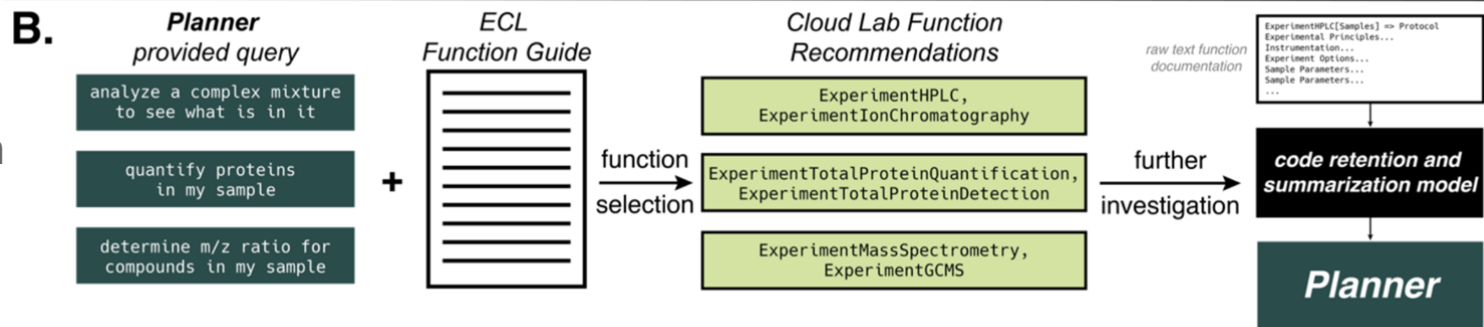 B.
Planner
provided query
analyze a complex mixture
to see what is in it
quantify proteins
in my sample
determine m/z ratio for
compounds in my sample
+
ECL
Function Guide
function
selection
Cloud Lab Function
Recommendations
ExperimentHPLC,
ExperimentIonChromatography
ExperimentTotalProteinQuantification,
ExperimentTotalProteinDetection
ExperimentMassSpectrometry,
ExperimentGCMS
further
investigation
raw text function
documentation
ExperimentHPLC[Samples] => Protocol
Experimental Principles...
Instrumentation...
Experiment Options...
Sample Parameters...
Sample Parameters...
...
code retention and
summarization model
Planner